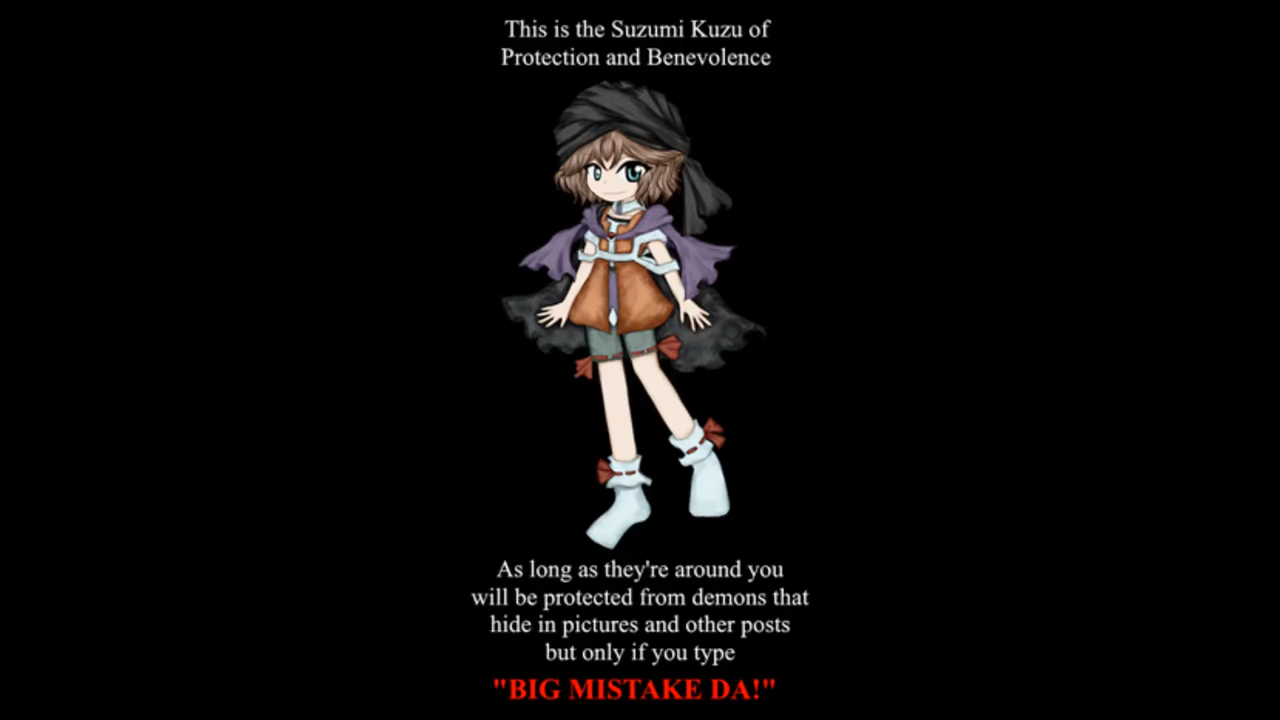 This is the Suzumi Kuzu of
Protection and Benevolence
As long as they're around you
will be protected from demons that
hide in pictures and other posts
but only if you type
"BIG MISTAKE DA!"